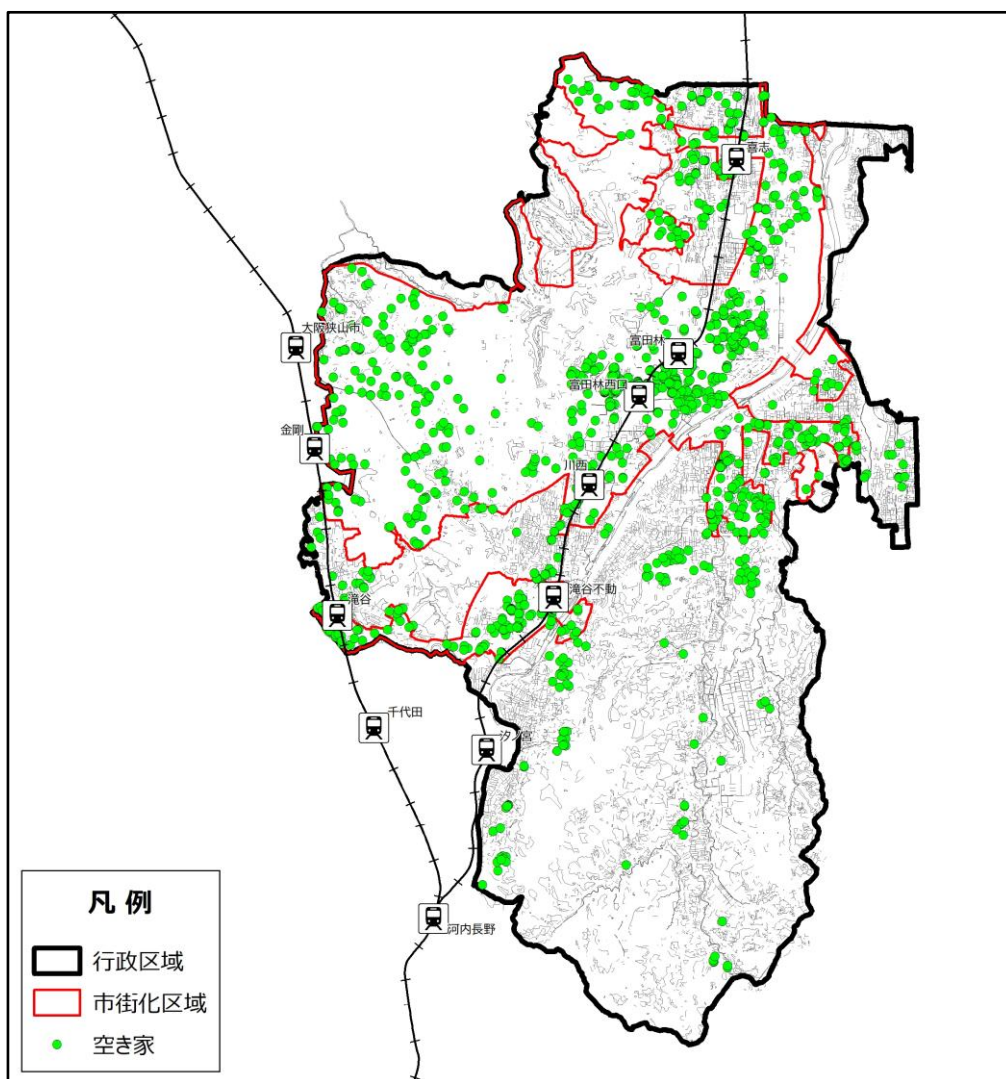 喜志
富田林
大阪狭山市
富田林西口
金剛
川西
滝谷不動
滝谷
千代田
汐ノ宮
河内長野
凡 例
行政区域
市街化区域
空き家